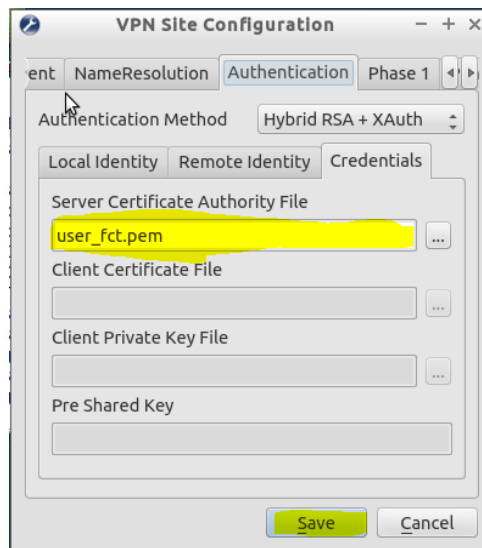 VPN Site Configuration
ent NameResolution Authentication Phase 1
Authentication Method Hybrid RSA + XAuth
Local Identity Remote Identity Credentials
Server Certificate Authority File
user_fct.pem ...
Client Certificate File
...
Client Private Key File
...
Pre Shared Key
Save Cancel